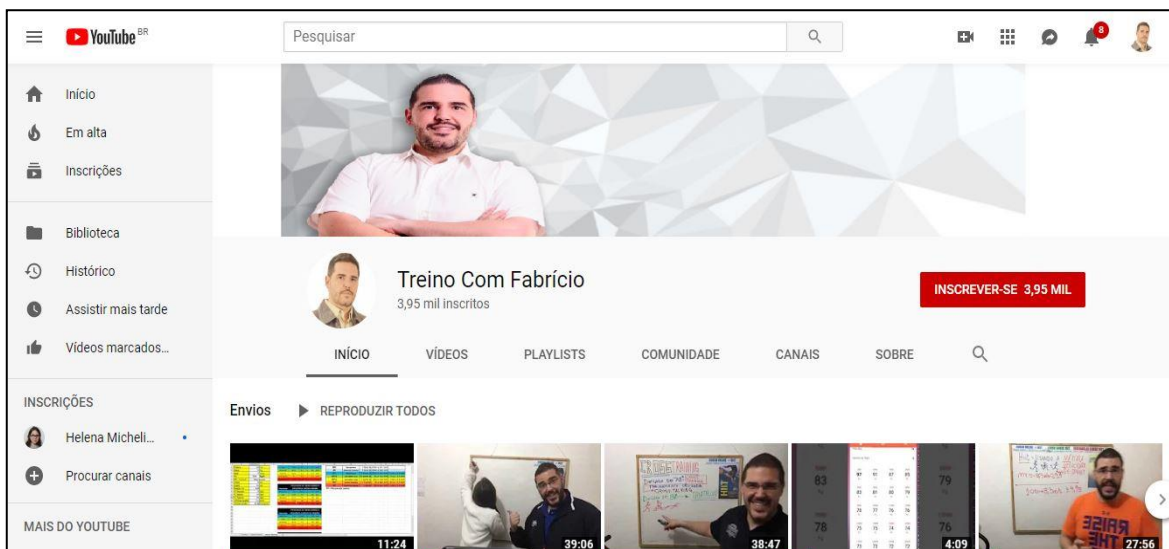 YouTube BR
Pesquisar
8
Início
Em alta
Inscrições
Biblioteca
Histórico
Assistir mais tarde
Vídeos marcados...
INSCRIÇÕES
Helena Micheli...
Procurar canais
MAIS DO YOUTUBE
Treino Com Fabrício
3,95 mil inscritos
INSCREVER-SE 3,95 MIL
INÍCIO VÍDEOS PLAYLISTS COMUNIDADE CANAIS SOBRE
Envios REPRODUZIR TODOS
11:24
39:06
CROSSTRAINING
HIIT
38:47
83
79
78
76
4:09
27:56